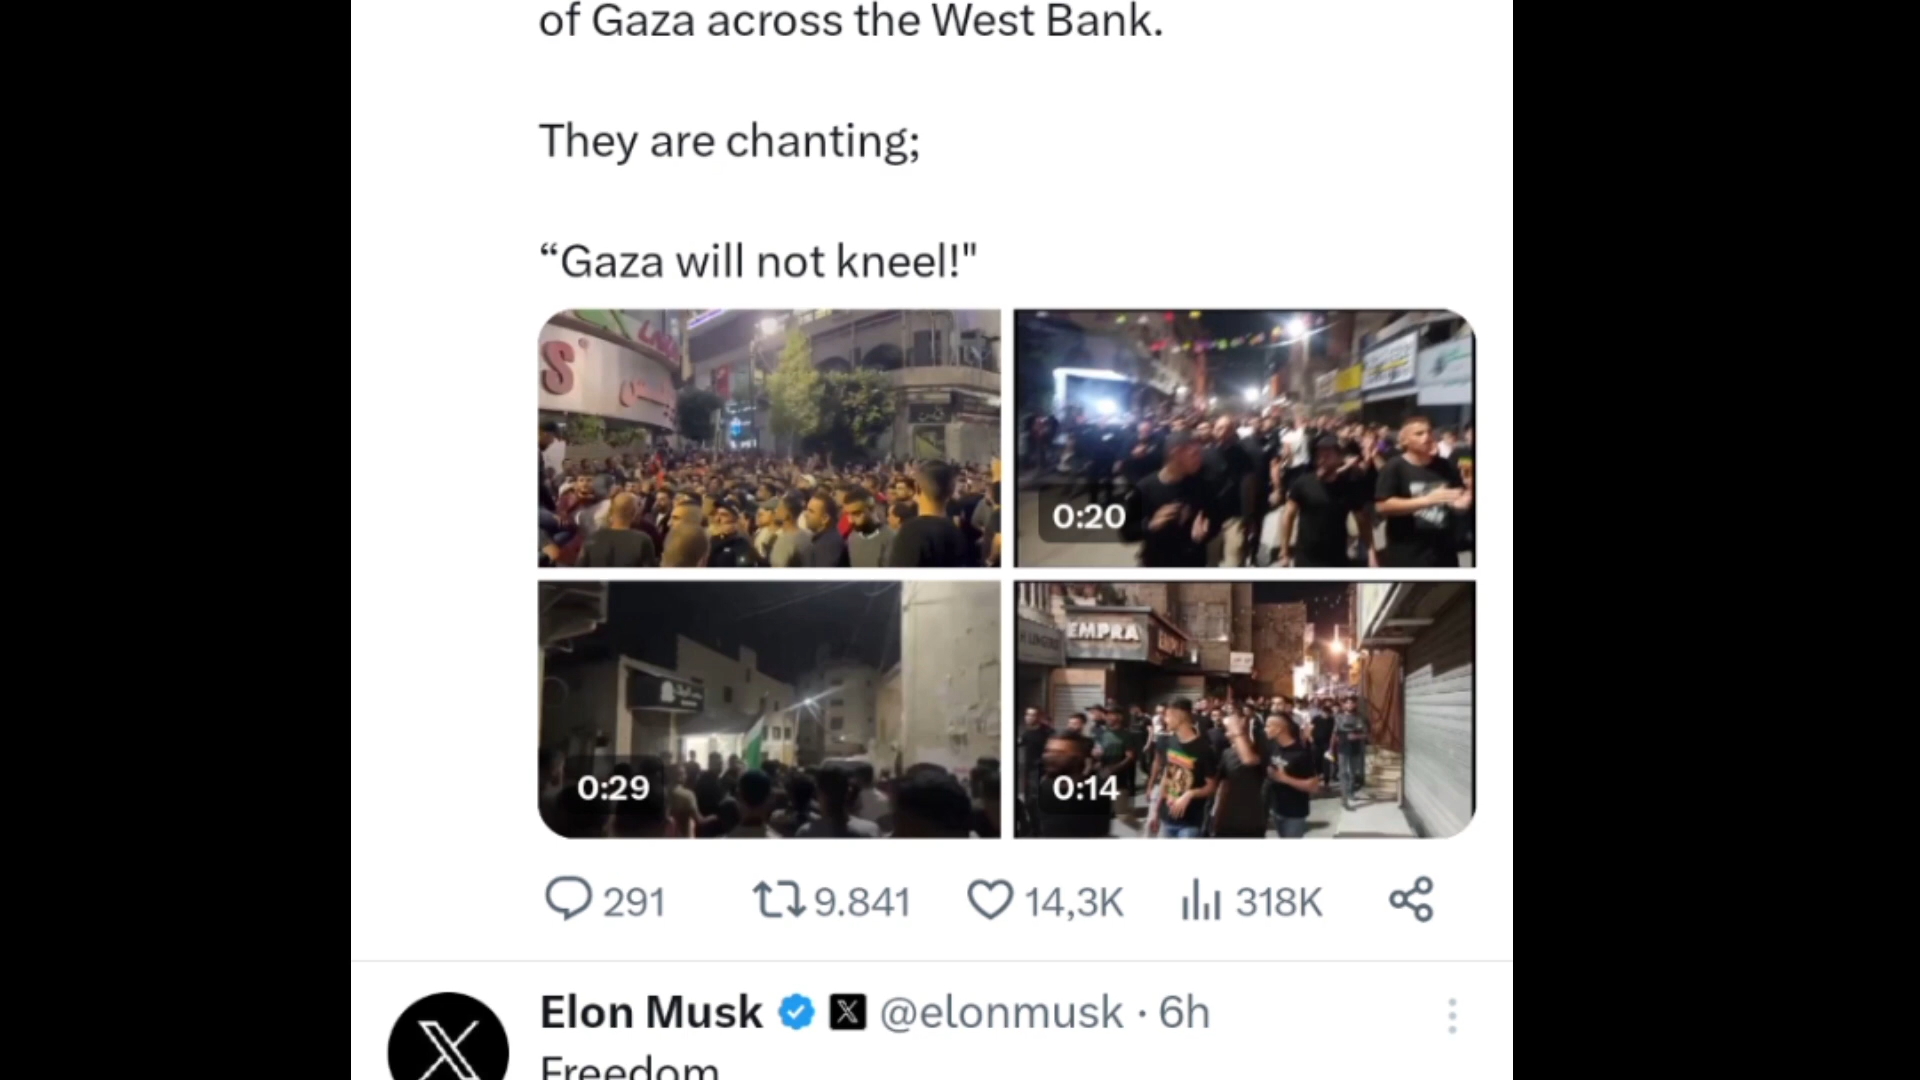 of Gaza across the West Bank.
They are chanting;
“Gaza will not kneel!"
S
0:20
EMPRA
0:29
0:14
291
9.841
14,3K
318K
Elon Musk @elonmusk · 6h
Freedom